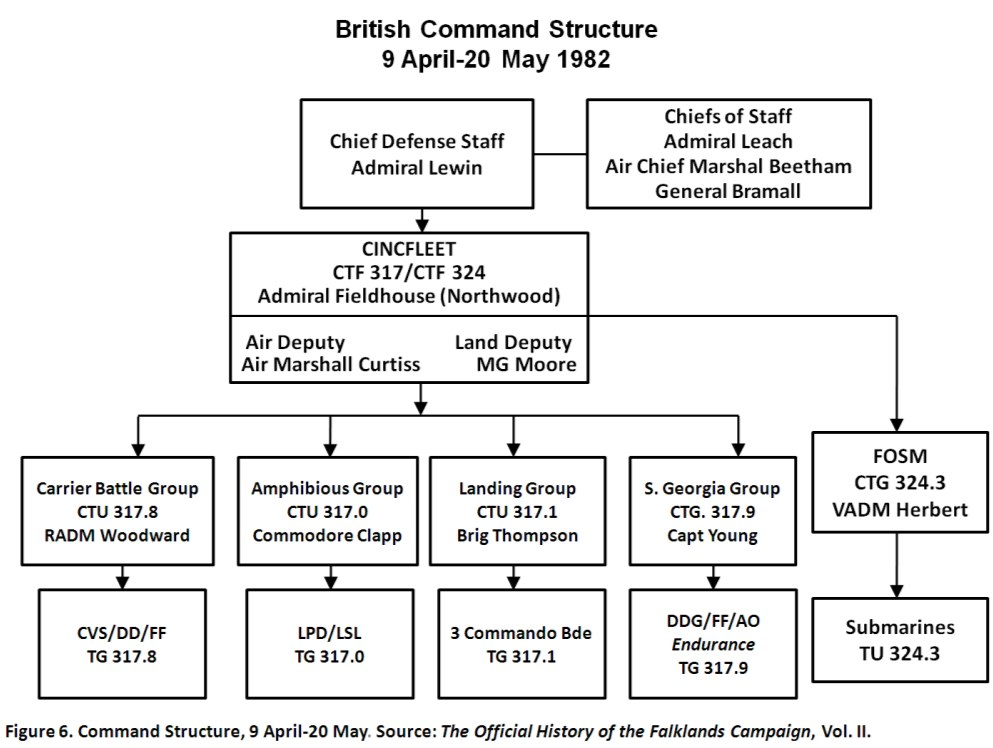 British Command Structure
9 April-20 May 1982
Chief Defense Staff
Admiral Lewin
Chiefs of Staff
Admiral Leach
Air Chief Marshal Beetham
General Bramall
CINCFLEET
CTF 317/CTF 324
Admiral Fieldhouse (Northwood)
Air Deputy
Air Marshall Curtiss
Land Deputy
MG Moore
Carrier Battle Group
CTU 317.8
RADM Woodward
Amphibious Group
CTU 317.0
Commodore Clapp
Landing Group
CTU 317.1
Brig Thompson
S. Georgia Group
CTG. 317.9
Capt Young
FOSM
CTG 324.3
VADM Herbert
CVS/DD/FF
TG 317.8
LPD/LSL
TG 317.0
3 Commando Bde
TG 317.1
DDG/FF/AO
Endurance
TG 317.9
Submarines
TU 324.3
Figure 6. Command Structure, 9 April-20 May. Source: The Official History of the Falklands Campaign, Vol. II.